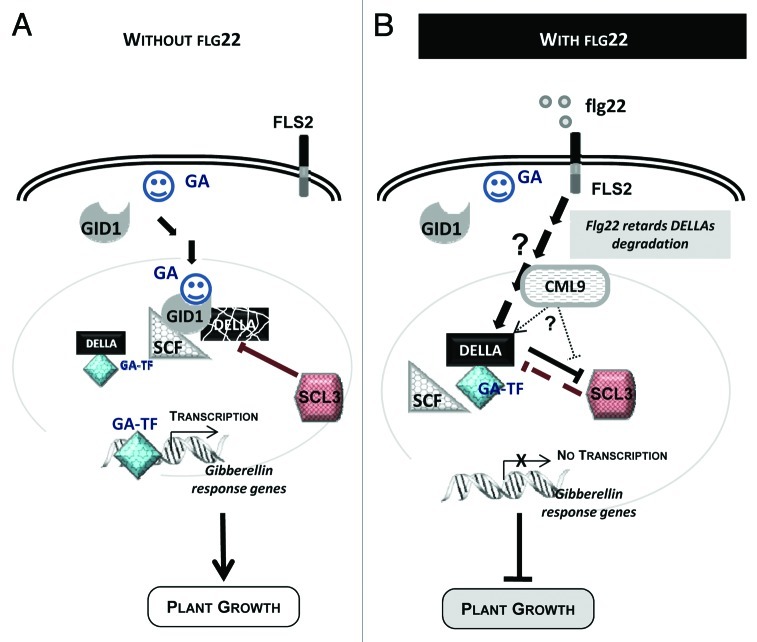 A
WITHOUT FLG22
FLS2
GA
GID1
GA
GID1
DELLA
SCF
DELLA
GA-TF
SCL3
GA-TF
TRANSCRIPTION
Gibberellin
response genes
PLANT GROWTH
B
WITH FLG22
flg22
GA
FLS2
GID1
Flg22 retards DELLAs
degradation
?
CML9
?
DELLA
GA-TF
SCF
SCL3
X
NO TRANSCRIPTION
Gibberellin
response genes
PLANT GROWTH